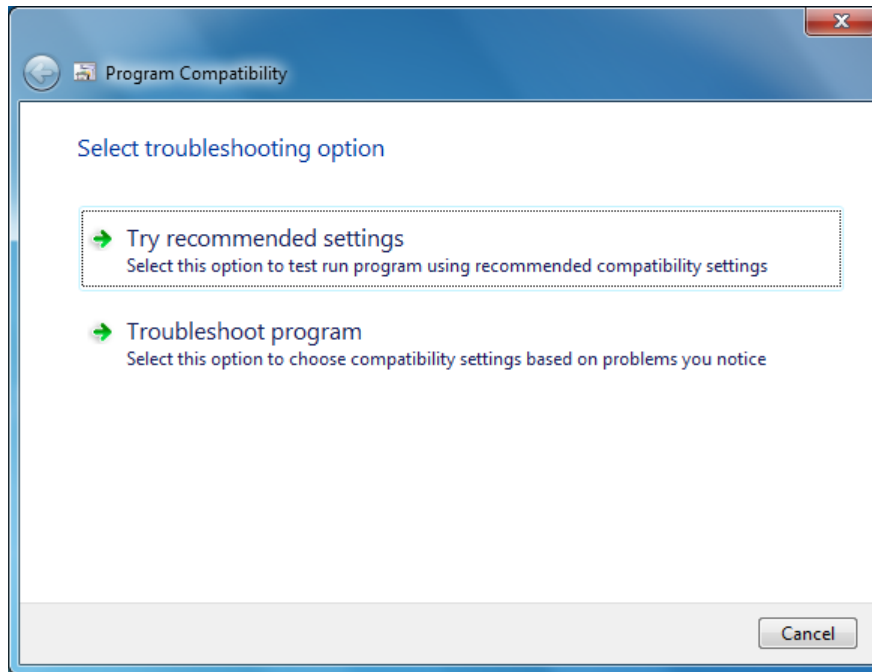 Program Compatibility
Select troubleshooting option
Try recommended settings
Select this option to test run program using recommended compatibility settings
Troubleshoot program
Select this option to choose compatibility settings based on problems you notice
Cancel